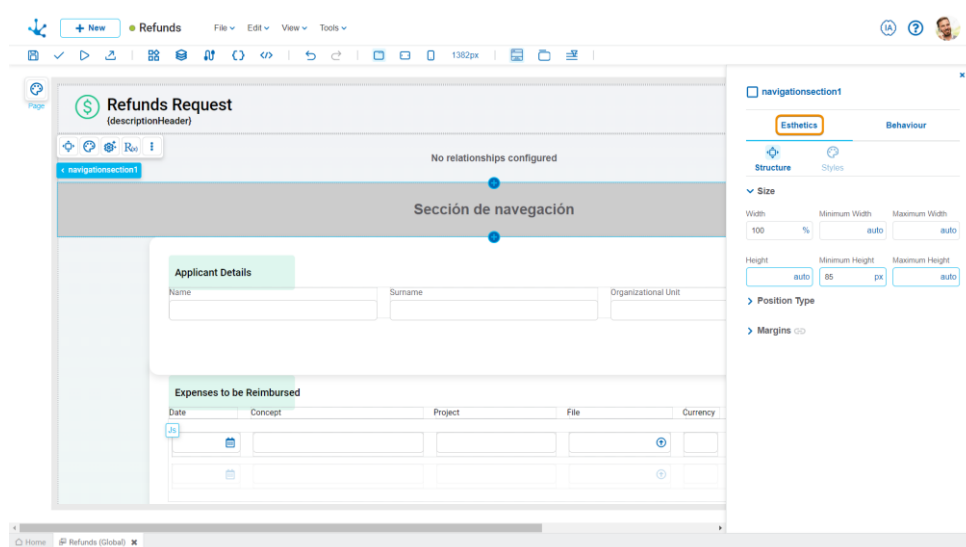 + New
Refunds
File
Edit
View
Tools
IA
?
1382px
Page
Refunds Request
(descriptionHeader)
R(x)
No relationships configured
navigationsection1
Sección de navegación
Applicant Details
Name
Surname
Organizational Unit
Expenses to be Reimbursed
Date
Concept
Project
File
Currency
Js
navigationsection1
Esthetics
Behaviour
Structure
Styles
Size
Width
Minimum Width
Maximum Width
100 %
auto
auto
Height
Minimum Height
Maximum Height
auto
85 px
auto
Position Type
Margins
Home
Refunds (Global)